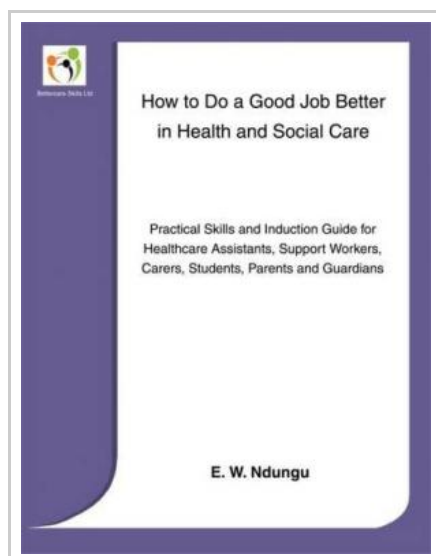 Bettercare Skills Ltd
How to Do a Good Job Better
in Health and Social Care
Practical Skills and Induction Guide for
Healthcare Assistants, Support Workers,
Carers, Students, Parents and Guardians
E. W. Ndungu